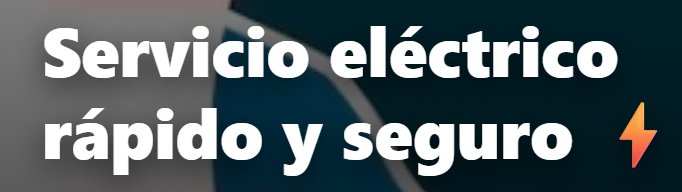 Servicio eléctrico
rápido y seguro ⚡